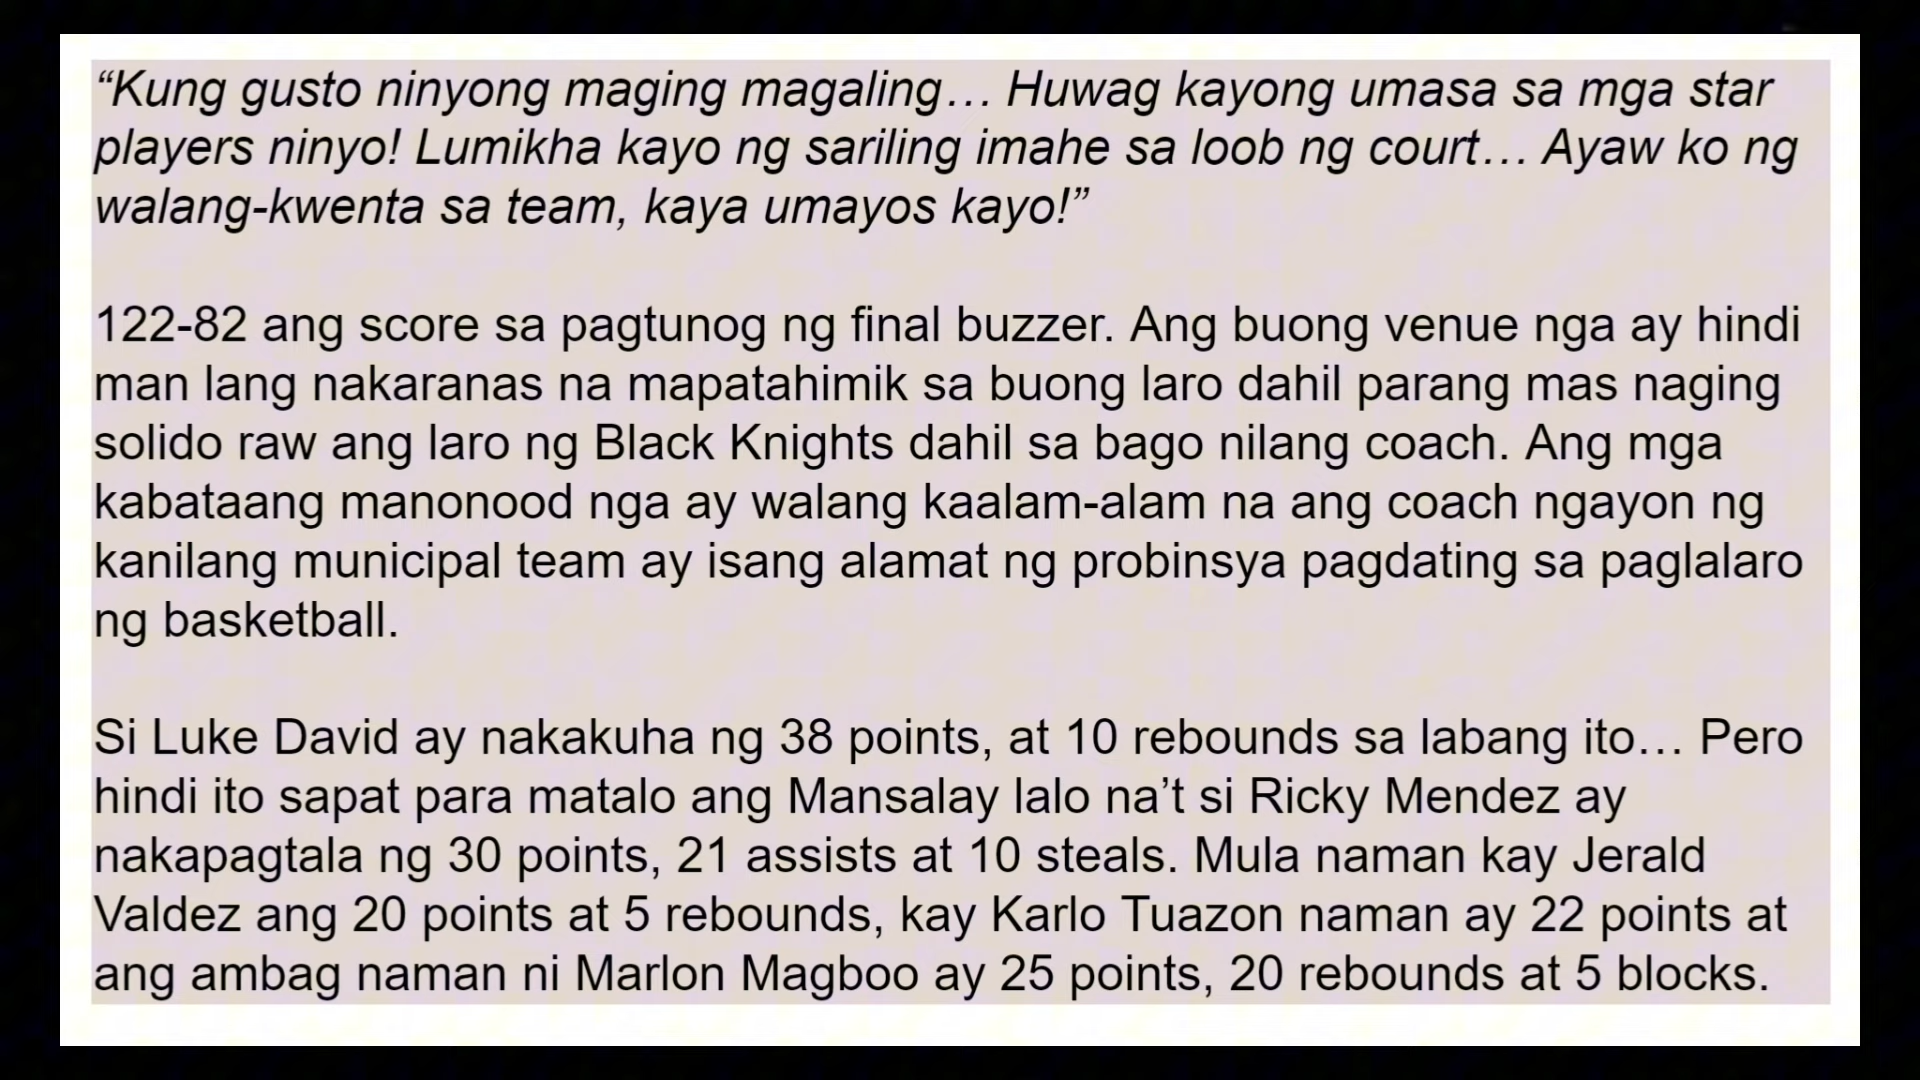 “Kung gusto ninyong maging magaling… Huwag kayong umasa sa mga star
players ninyo! Lumikha kayo ng sariling imahe sa loob ng court… Ayaw ko ng
walang-kwenta sa team, kaya umayos kayo!”
122-82 ang score sa pagtunog ng final buzzer. Ang buong venue nga ay hindi
man lang nakaranas na mapatahimik sa buong laro dahil parang mas naging
solido raw ang laro ng Black Knights dahil sa bago nilang coach. Ang mga
kabataang manonood nga ay walang kaalam-alam na ang coach ngayon ng
kanilang municipal team ay isang alamat ng probinsya pagdating sa paglalaro
ng basketball.
Si Luke David ay nakakuha ng 38 points, at 10 rebounds sa labang ito… Pero
hindi ito sapat para matalo ang Mansalay lalo na’t si Ricky Mendez ay
nakapagtala ng 30 points, 21 assists at 10 steals. Mula naman kay Jerald
Valdez ang 20 points at 5 rebounds, kay Karlo Tuazon naman ay 22 points at
ang ambag naman ni Marlon Magboo ay 25 points, 20 rebounds at 5 blocks.